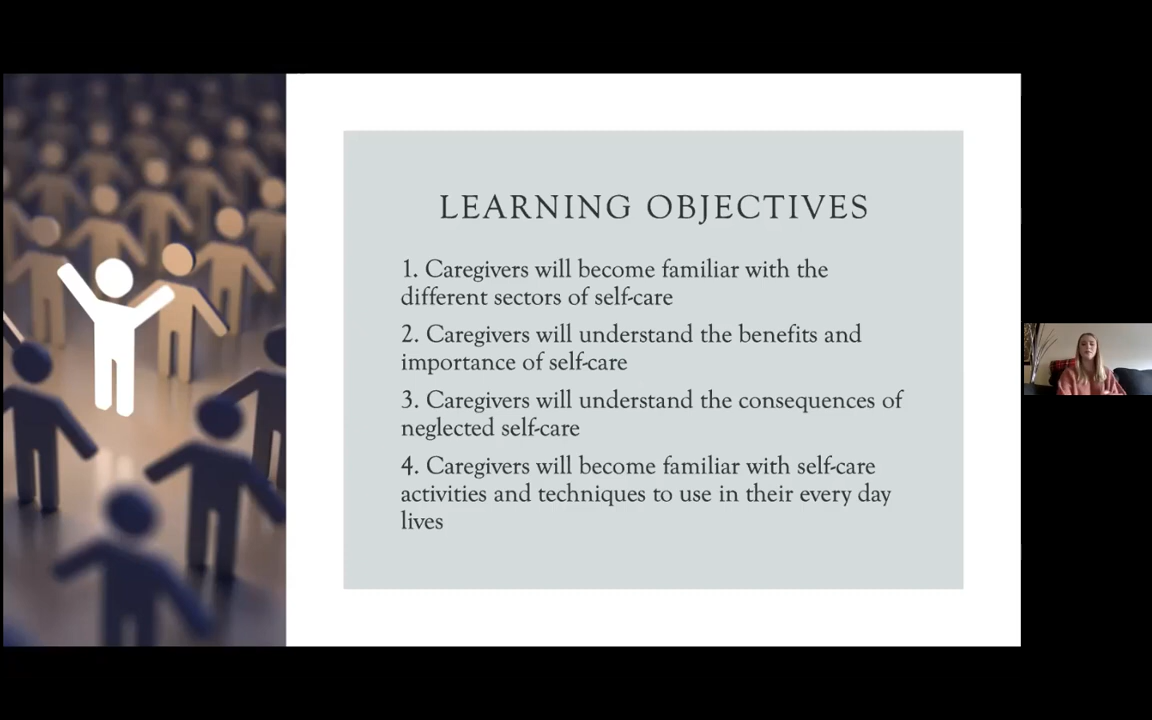 LEARNING OBJECTIVES
1. Caregivers will become familiar with the
different sectors of self-care
2. Caregivers will understand the benefits and
importance of self-care
3. Caregivers will understand the consequences of
neglected self-care
4. Caregivers will become familiar with self-care
activities and techniques to use in their every day
lives